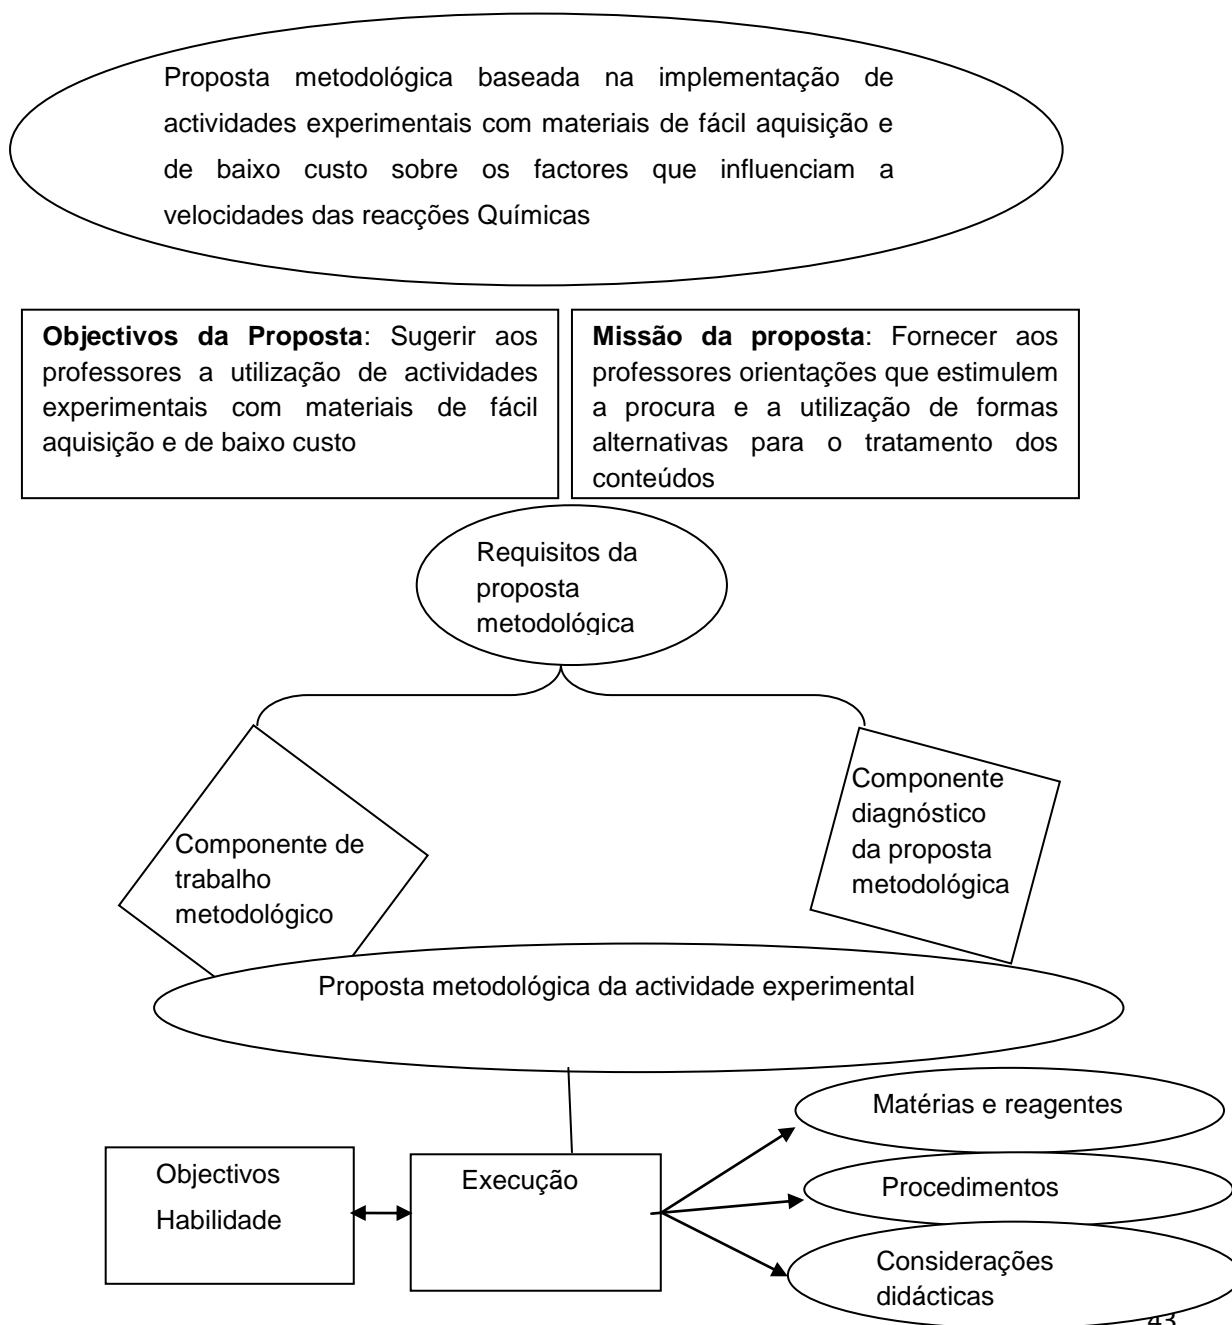 Proposta metodológica baseada na implementação de
actividades experimentais com materiais de fácil aquisição e
de baixo custo sobre os factores que influenciam a
velocidades das reacções Químicas
Objectivos da Proposta: Sugerir aos
professores a utilização de actividades
experimentais com materiais de fácil
aquisição e de baixo custo
Missão da proposta: Fornecer aos
professores orientações que estimulem
a procura e a utilização de formas
alternativas para o tratamento dos
conteúdos
Requisitos da
proposta
metodológica
Componente de
trabalho
metodológico
Componente
diagnóstico
da proposta
metodológica
Proposta metodológica da actividade experimental
Objectivos
Habilidade
Execução
Matérias e reagentes
Procedimentos
Considerações
didácticas
43